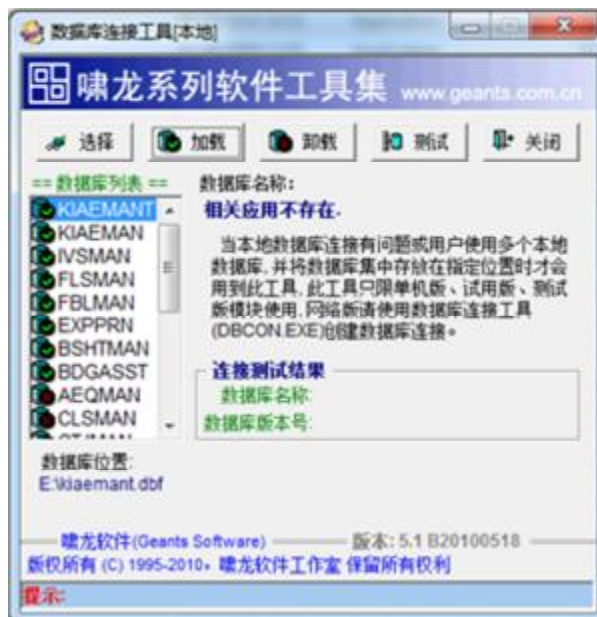 数据库连接工具[本地]
啸龙系列软件工具集 www.geants.com.cn
选择 加载 卸载 测试 关闭
== 数据库列表 ==
KIAEMANT
KIAEMAN
IVSMAN
FLSMAN
FBLMAN
EXPPRN
BSHTMAN
BDGASST
AEQMAN
CLSMAN
数据库名称:
相关应用不存在.
当本地数据库连接有问题或用户使用多个本地
数据库,并将数据库集中存放在指定位置时才会
用到此工具,此工具只限单机版、试用版、测试
版模块使用.网络版请使用数据库连接工具
(DBCON.EXE)创建数据库连接。
连接测试结果
数据库名称:
数据库版本号:
数据库位置:
E:\kiaemant.dbf
啸龙软件(Geants Software) 版本: 5.1 B20100518
版权所有 (C) 1995-2010，啸龙软件工作室 保留所有权利
提示: